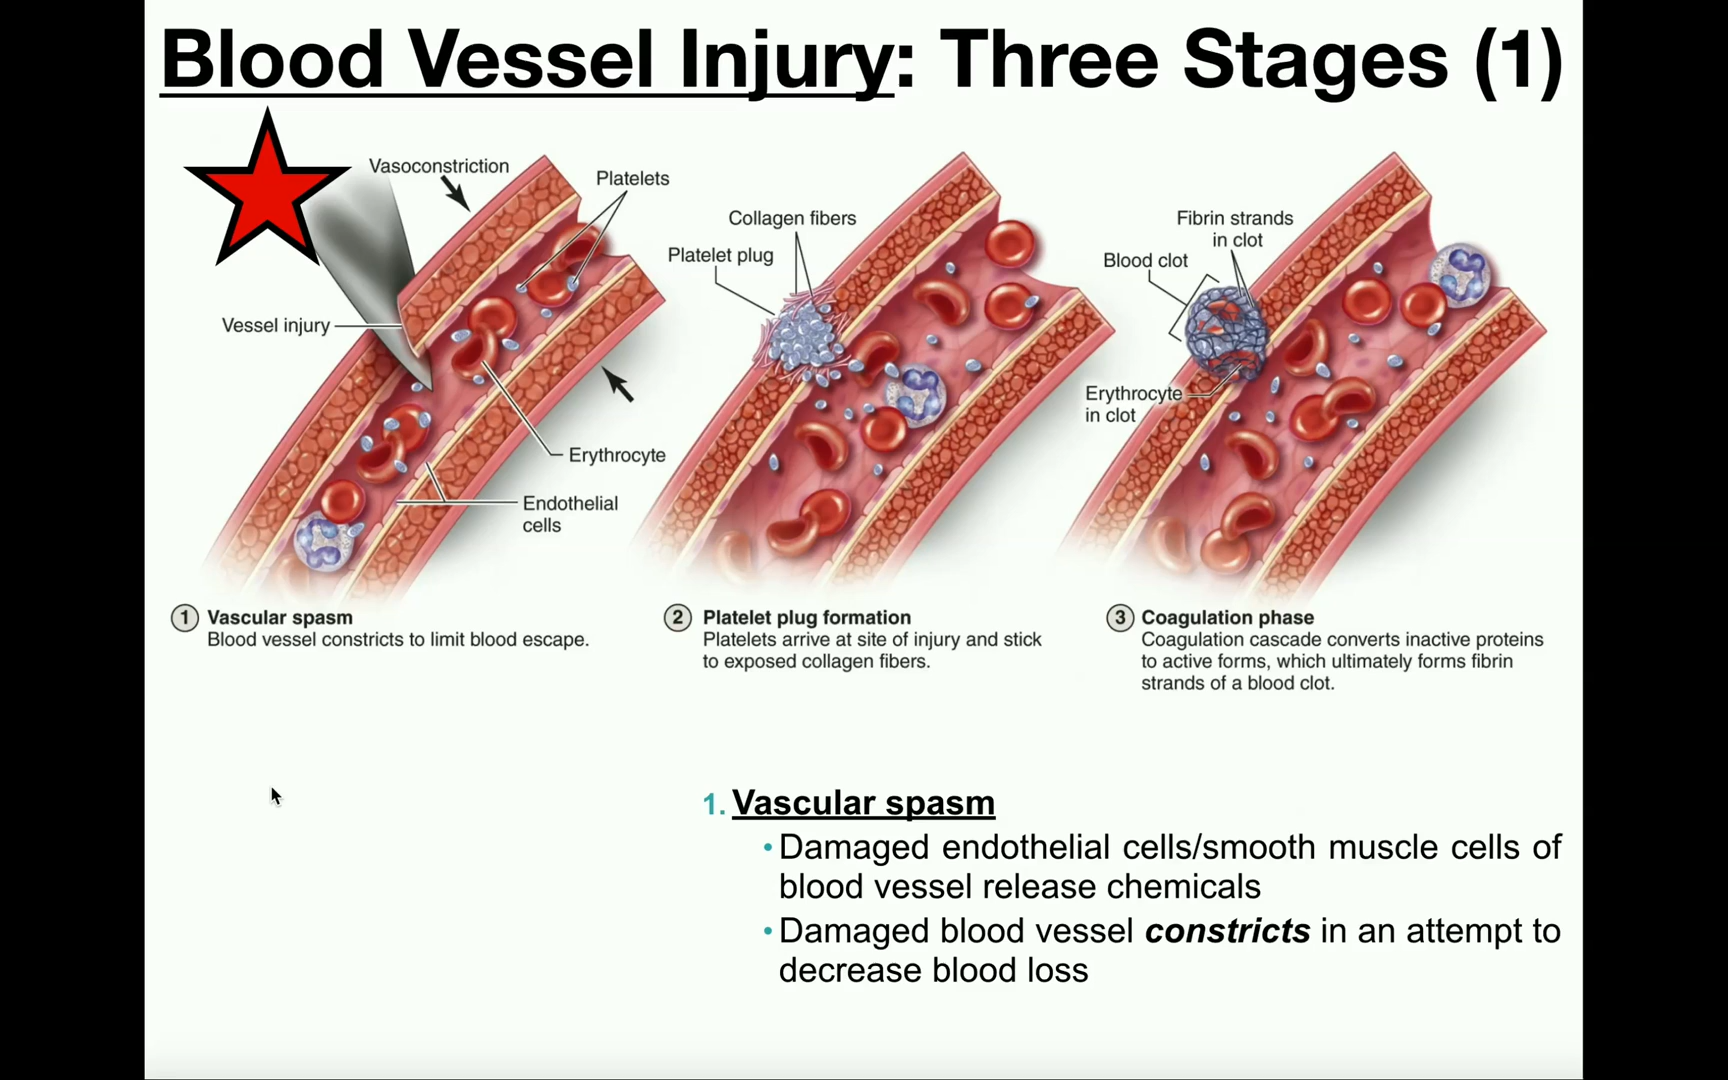 Blood Vessel Injury: Three Stages (1)
Vasoconstriction
Platelets
Vessel injury
Erythrocyte
Endothelial
cells
Collagen fibers
Platelet plug
Fibrin strands
in clot
Blood clot
Erythrocyte
in clot
1 Vascular spasm
Blood vessel constricts to limit blood escape.
2 Platelet plug formation
Platelets arrive at site of injury and stick
to exposed collagen fibers.
3 Coagulation phase
Coagulation cascade converts inactive proteins
to active forms, which ultimately forms fibrin
strands of a blood clot.
1. Vascular spasm
• Damaged endothelial cells/smooth muscle cells of
blood vessel release chemicals
• Damaged blood vessel constricts in an attempt to
decrease blood loss